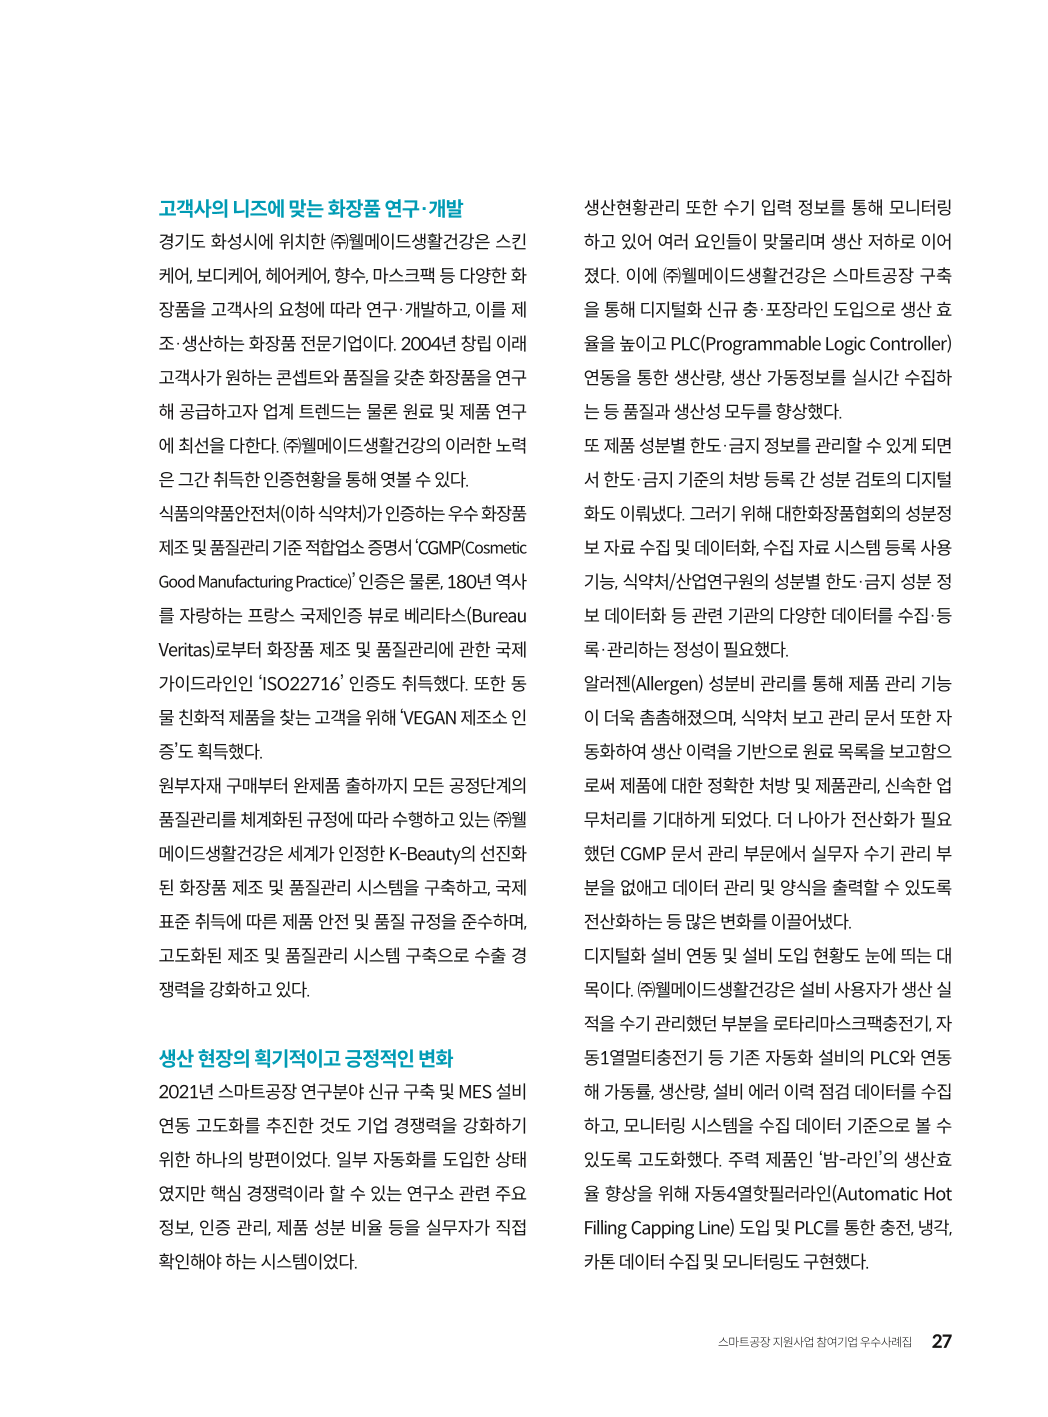 고객사의 니즈에 맞는 화장품 연구·개발
경기도 화성시에 위치한 ㈜웰메이드생활건강은 스킨
케어, 보디케어, 헤어케어, 향수, 마스크팩 등 다양한 화
장품을 고객사의 요청에 따라 연구·개발하고, 이를 제
조·생산하는 화장품 전문기업이다. 2004년 창립 이래
고객사가 원하는 콘셉트와 품질을 갖춘 화장품을 연구
해 공급하고자 업계 트렌드는 물론 원료 및 제품 연구
에 최선을 다한다. ㈜웰메이드생활건강의 이러한 노력
은 그간 취득한 인증현황을 통해 엿볼 수 있다.
식품의약품안전처(이하 식약처)가 인증하는 우수 화장품
제조 및 품질관리 기준 적합업소 증명서 ‘CGMP(Cosmetic
Good Manufacturing Practice)’ 인증은 물론, 180년 역사
를 자랑하는 프랑스 국제인증 뷰로 베리타스(Bureau
Veritas)로부터 화장품 제조 및 품질관리에 관한 국제
가이드라인인 ‘ISO22716’ 인증도 취득했다. 또한 동
물 친화적 제품을 찾는 고객을 위해 ‘VEGAN 제조소 인
증’도 획득했다.
원부자재 구매부터 완제품 출하까지 모든 공정단계의
품질관리를 체계화된 규정에 따라 수행하고 있는 ㈜웰
메이드생활건강은 세계가 인정한 K-Beauty의 선진화
된 화장품 제조 및 품질관리 시스템을 구축하고, 국제
표준 취득에 따른 제품 안전 및 품질 규정을 준수하며,
고도화된 제조 및 품질관리 시스템 구축으로 수출 경
쟁력을 강화하고 있다.
생산 현장의 획기적이고 긍정적인 변화
2021년 스마트공장 연구분야 신규 구축 및 MES 설비
연동 고도화를 추진한 것도 기업 경쟁력을 강화하기
위한 하나의 방편이었다. 일부 자동화를 도입한 상태
였지만 핵심 경쟁력이라 할 수 있는 연구소 관련 주요
정보, 인증 관리, 제품 성분 비율 등을 실무자가 직접
확인해야 하는 시스템이었다.
생산현황관리 또한 수기 입력 정보를 통해 모니터링
하고 있어 여러 요인들이 맞물리며 생산 저하로 이어
졌다. 이에 ㈜웰메이드생활건강은 스마트공장 구축
을 통해 디지털화 신규 충·포장라인 도입으로 생산 효
율을 높이고 PLC(Programmable Logic Controller)
연동을 통한 생산량, 생산 가동정보를 실시간 수집하
는 등 품질과 생산성 모두를 향상했다.
또 제품 성분별 한도·금지 정보를 관리할 수 있게 되면
서 한도·금지 기준의 처방 등록 간 성분 검토의 디지털
화도 이뤄냈다. 그러기 위해 대한화장품협회의 성분정
보 자료 수집 및 데이터화, 수집 자료 시스템 등록 사용
기능, 식약처/산업연구원의 성분별 한도·금지 성분 정
보 데이터화 등 관련 기관의 다양한 데이터를 수집·등
록·관리하는 정성이 필요했다.
알러젠(Allergen) 성분비 관리를 통해 제품 관리 기능
이 더욱 촘촘해졌으며, 식약처 보고 관리 문서 또한 자
동화하여 생산 이력을 기반으로 원료 목록을 보고함으
로써 제품에 대한 정확한 처방 및 제품관리, 신속한 업
무처리를 기대하게 되었다. 더 나아가 전산화가 필요
했던 CGMP 문서 관리 부문에서 실무자 수기 관리 부
분을 없애고 데이터 관리 및 양식을 출력할 수 있도록
전산화하는 등 많은 변화를 이끌어냈다.
디지털화 설비 연동 및 설비 도입 현황도 눈에 띄는 대
목이다. ㈜웰메이드생활건강은 설비 사용자가 생산 실
적을 수기 관리했던 부분을 로타리마스크팩충전기, 자
동1열멀티충전기 등 기존 자동화 설비의 PLC와 연동
해 가동률, 생산량, 설비 에러 이력 점검 데이터를 수집
하고, 모니터링 시스템을 수집 데이터 기준으로 볼 수
있도록 고도화했다. 주력 제품인 ‘밤-라인’의 생산효
율 향상을 위해 자동4열핫필러라인(Automatic Hot
Filling Capping Line) 도입 및 PLC를 통한 충전, 냉각,
카톤 데이터 수집 및 모니터링도 구현했다.
스마트공장 지원사업 참여기업 우수사례집 27